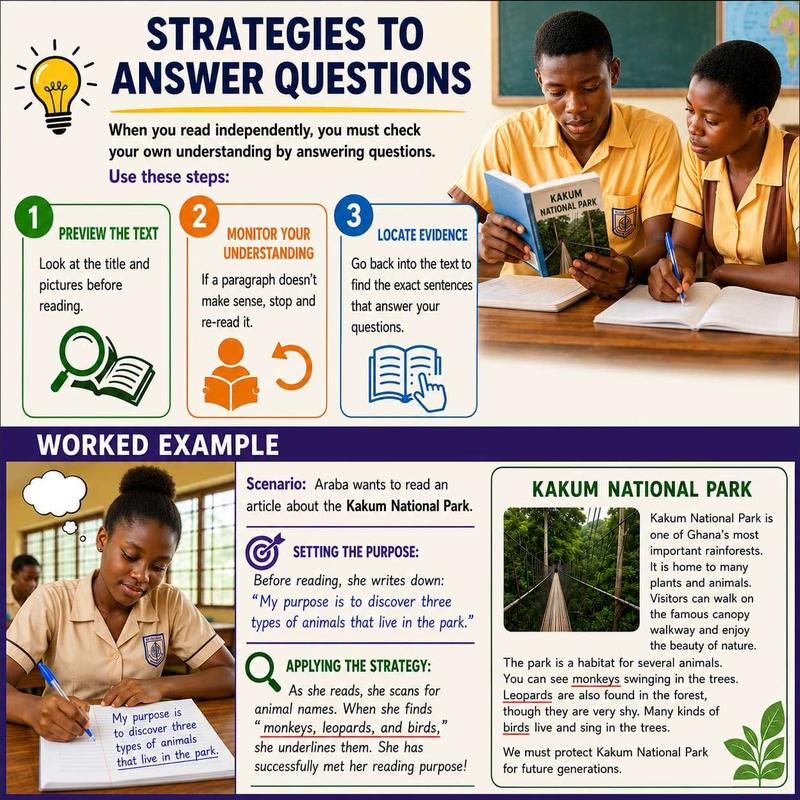 STRATEGIES TO
ANSWER QUESTIONS
When you read independently, you must check
your own understanding by answering questions.
Use these steps:
1
PREVIEW THE TEXT
Look at the title and
pictures before
reading.
2
MONITOR YOUR
UNDERSTANDING
If a paragraph doesn't
make sense, stop and
re-read it.
3
LOCATE EVIDENCE
Go back into the text to
find the exact sentences
that answer your
questions.
KAKUM
NATIONAL PARK
WORKED EXAMPLE
My purpose is
to discover three
types of animals
that live in the park.
Scenario: Araba wants to read an
article about the Kakum National Park.
SETTING THE PURPOSE:
Before reading, she writes down:
"My purpose is to discover three
types of animals that live in the park."
APPLYING THE STRATEGY:
As she reads, she scans for
animal names. When she finds
"monkeys, leopards, and birds,"
she underlines them. She has
successfully met her reading purpose!
KAKUM NATIONAL PARK
Kakum National Park is
one of Ghana's most
important rainforests.
It is home to many
plants and animals.
Visitors can walk on
the famous canopy
walkway and enjoy
the beauty of nature.
The park is a habitat for several animals.
You can see monkeys swinging in the trees.
Leopards are also found in the forest,
though they are very shy. Many kinds of
birds live and sing in the trees.
We must protect Kakum National Park
for future generations.